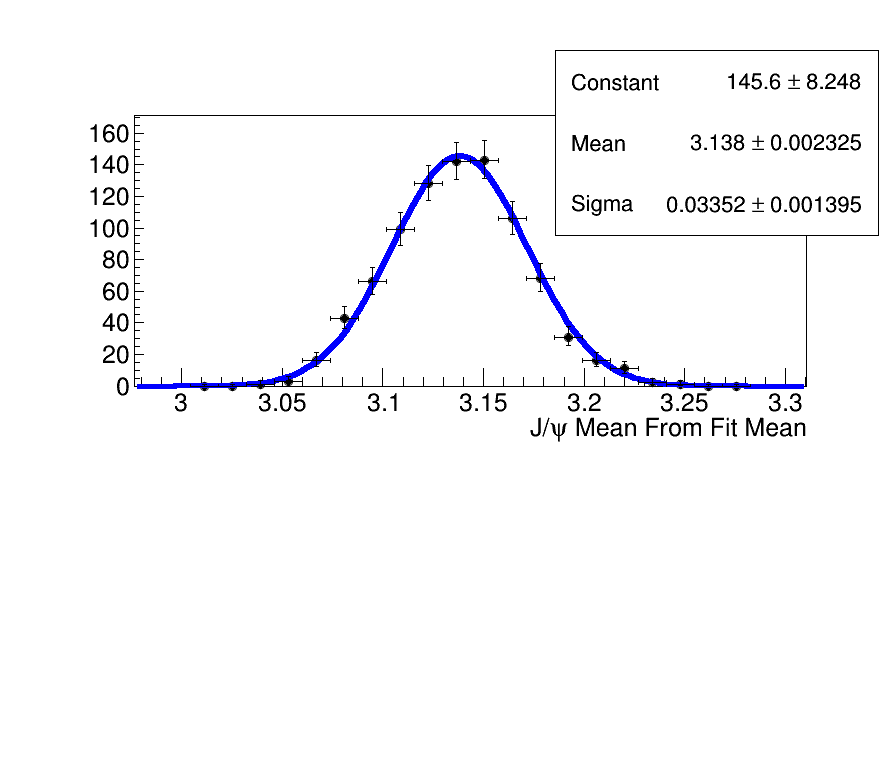 Constant 145.6 ± 8.248
Mean 3.138 ± 0.002325
Sigma 0.03352 ± 0.001395
160
140
120
100
80
60
40
20
0
3 3.05 3.1 3.15 3.2 3.25 3.3
J/ψ Mean From Fit Mean